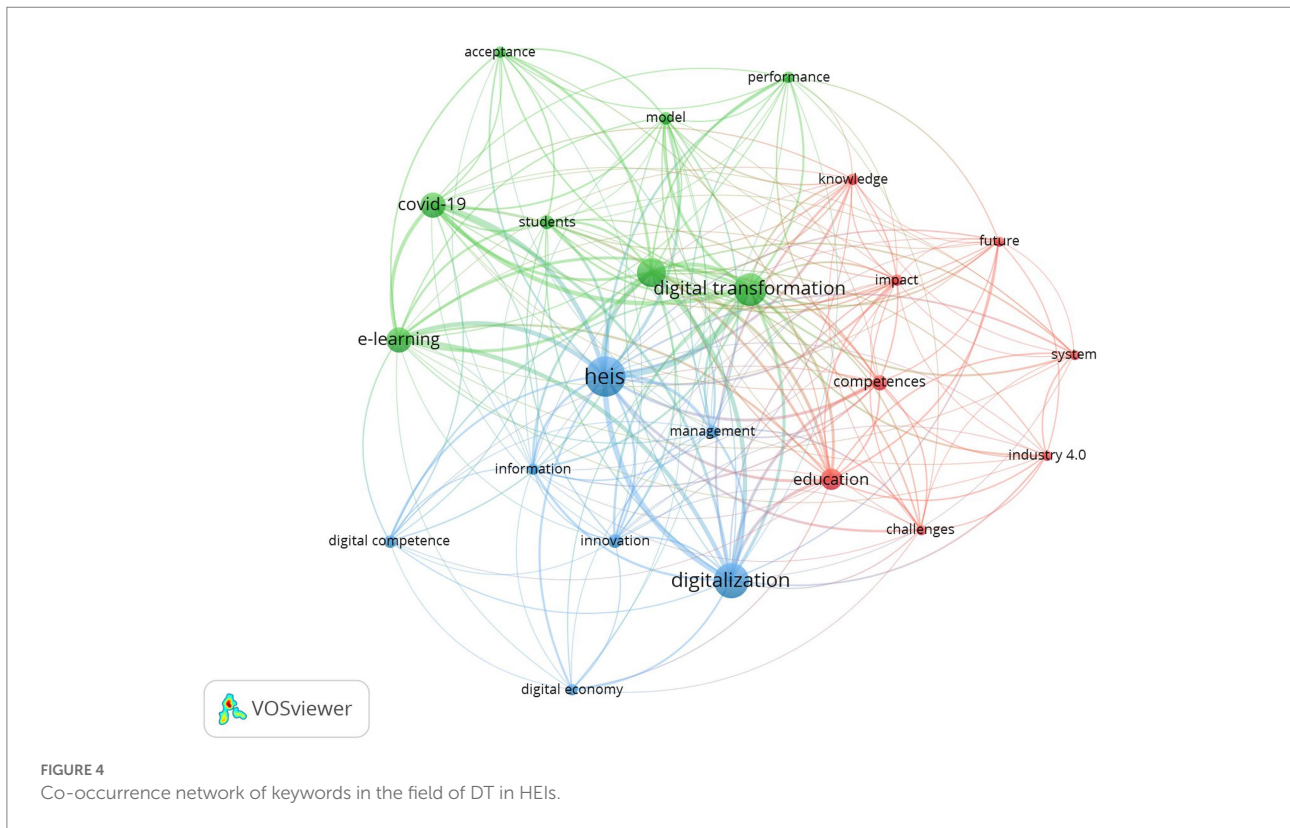 acceptance
performance
model
knowledge
covid-19
students
future
impact
digital transformation
e-learning
system
heis
competences
management
industry 4.0
information
education
challenges
digital competence
innovation
digitalization
digital economy
VOSviewer
FIGURE 4
Co-occurrence network of keywords in the field of DT in HEIs.